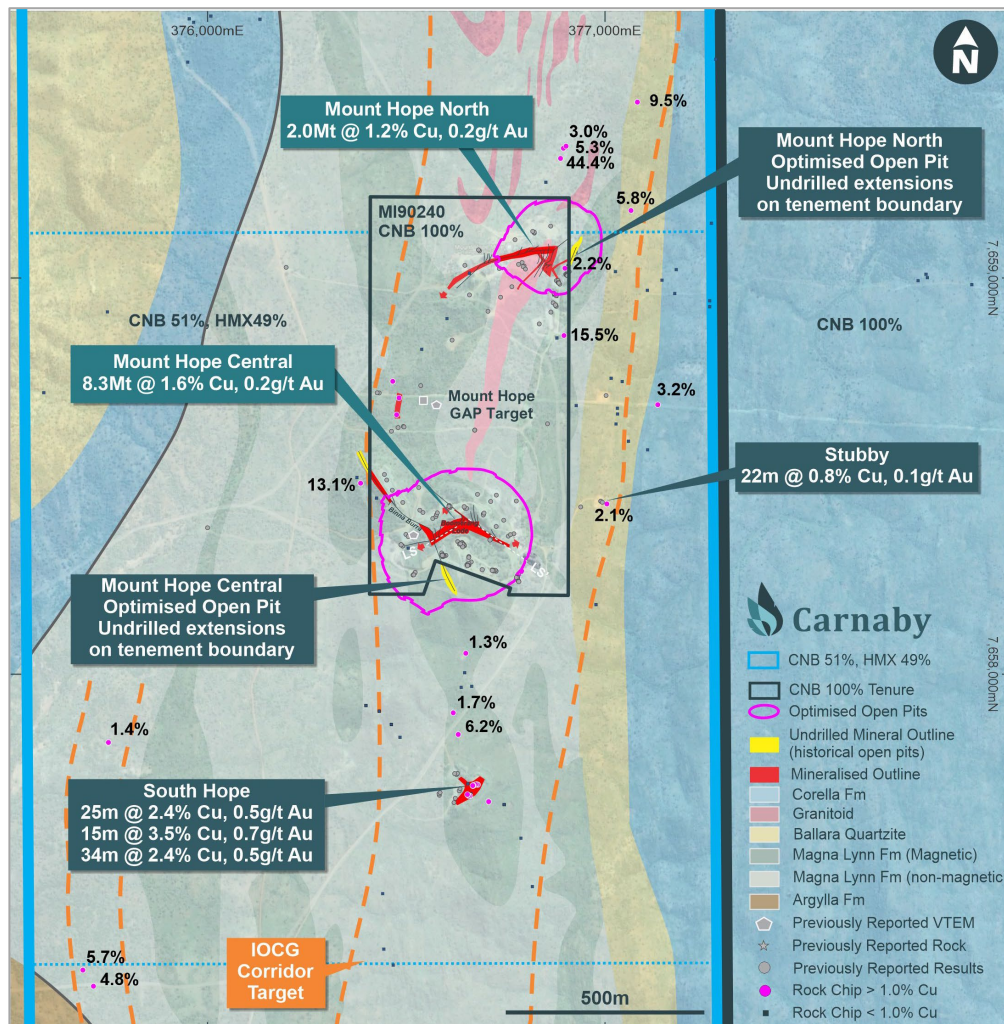 376,000mE
377,000mE
N
Mount Hope North
2.0Mt @ 1.2% Cu, 0.2g/t Au
9.5%
3.0%
5.3%
44.4%
Mount Hope North
Optimised Open Pit
Undrilled extensions
on tenement boundary
5.8%
MI90240
CNB 100%
7,659,000mN
2.2%
CNB 51%, HMX49%
CNB 100%
15.5%
Mount Hope Central
8.3Mt @ 1.6% Cu, 0.2g/t Au
Mount Hope
GAP Target
3.2%
Stubby
22m @ 0.8% Cu, 0.1g/t Au
13.1%
2.1%
Binna Burra
Mount Hope Central
Optimised Open Pit
Undrilled extensions
on tenement boundary
7,658,000mN
1.3%
1.7%
6.2%
1.4%
South Hope
25m @ 2.4% Cu, 0.5g/t Au
15m @ 3.5% Cu, 0.7g/t Au
34m @ 2.4% Cu, 0.5g/t Au
5.7%
4.8%
IOCG
Corridor
Target
500m
Carnaby
CNB 51%, HMX 49%
CNB 100% Tenure
Optimised Open Pits
Undrilled Mineral Outline
(historical open pits)
Mineralised Outline
Corella Fm
Granitoid
Ballara Quartzite
Magna Lynn Fm (Magnetic)
Magna Lynn Fm (non-magnetic)
Argylla Fm
Previously Reported VTEM
Previously Reported Rock
Previously Reported Results
Rock Chip > 1.0% Cu
Rock Chip < 1.0% Cu